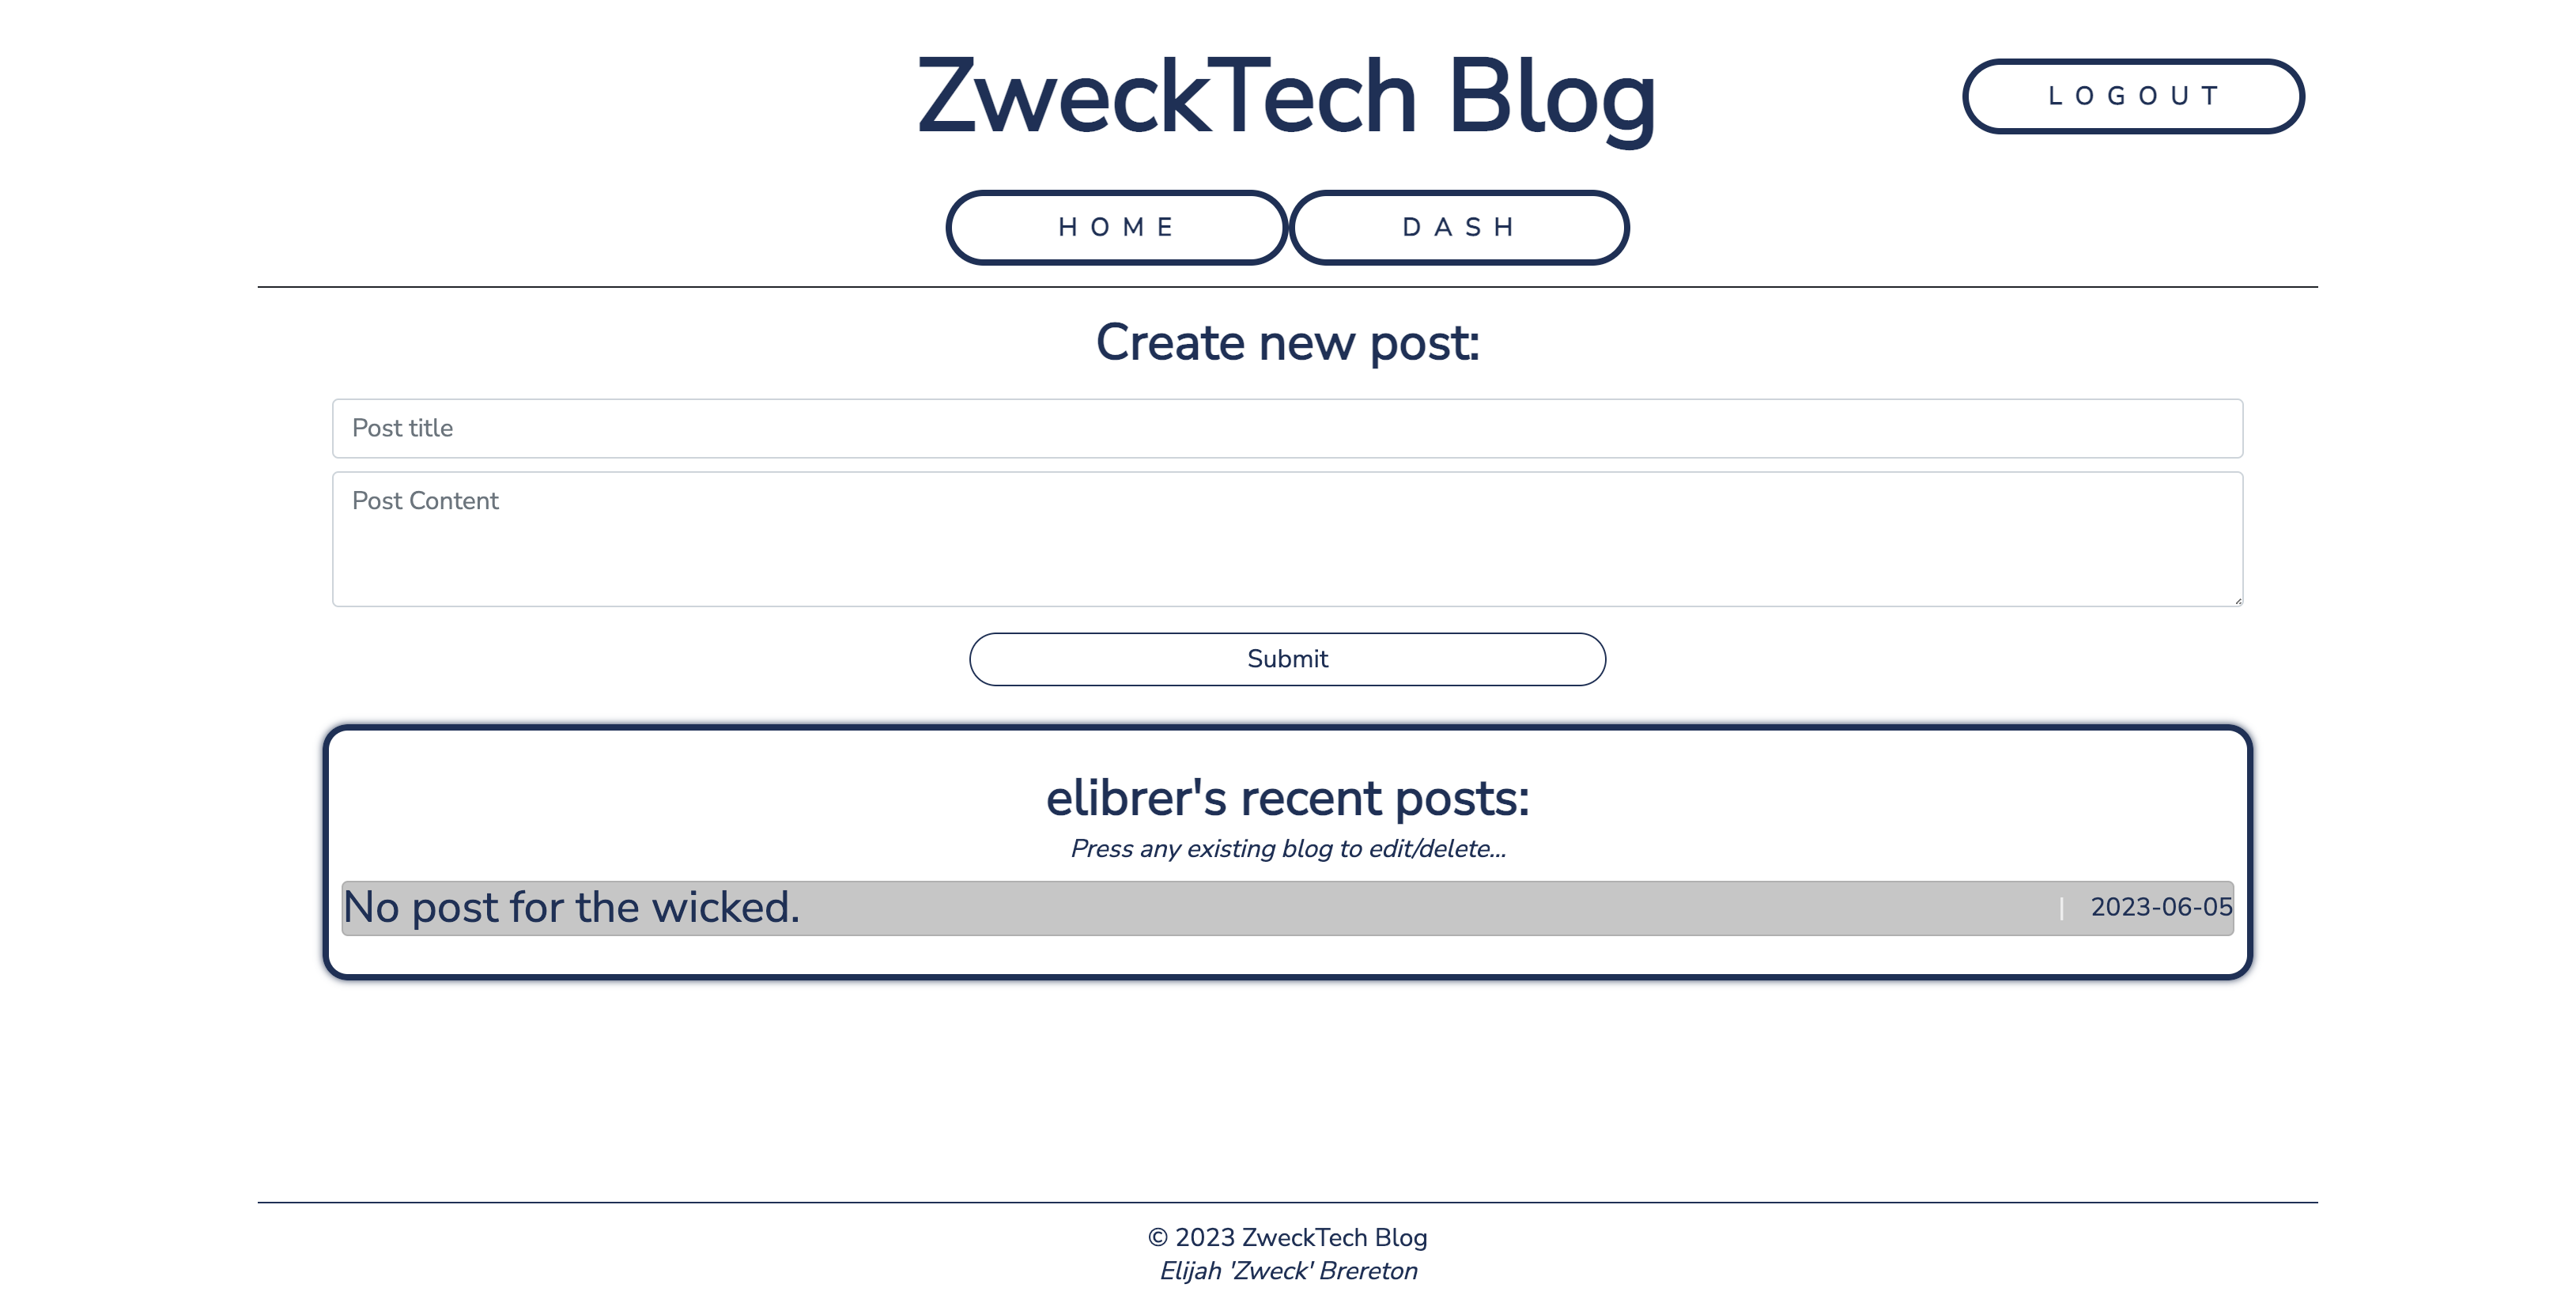 ZweckTech Blog
LOGOUT
HOME
DASH
Create new post:
Post title
Post Content
Submit
elibrer's recent posts:
Press any existing blog to edit/delete...
No post for the wicked. | 2023-06-05
© 2023 ZweckTech Blog
Elijah 'Zweck' Brereton